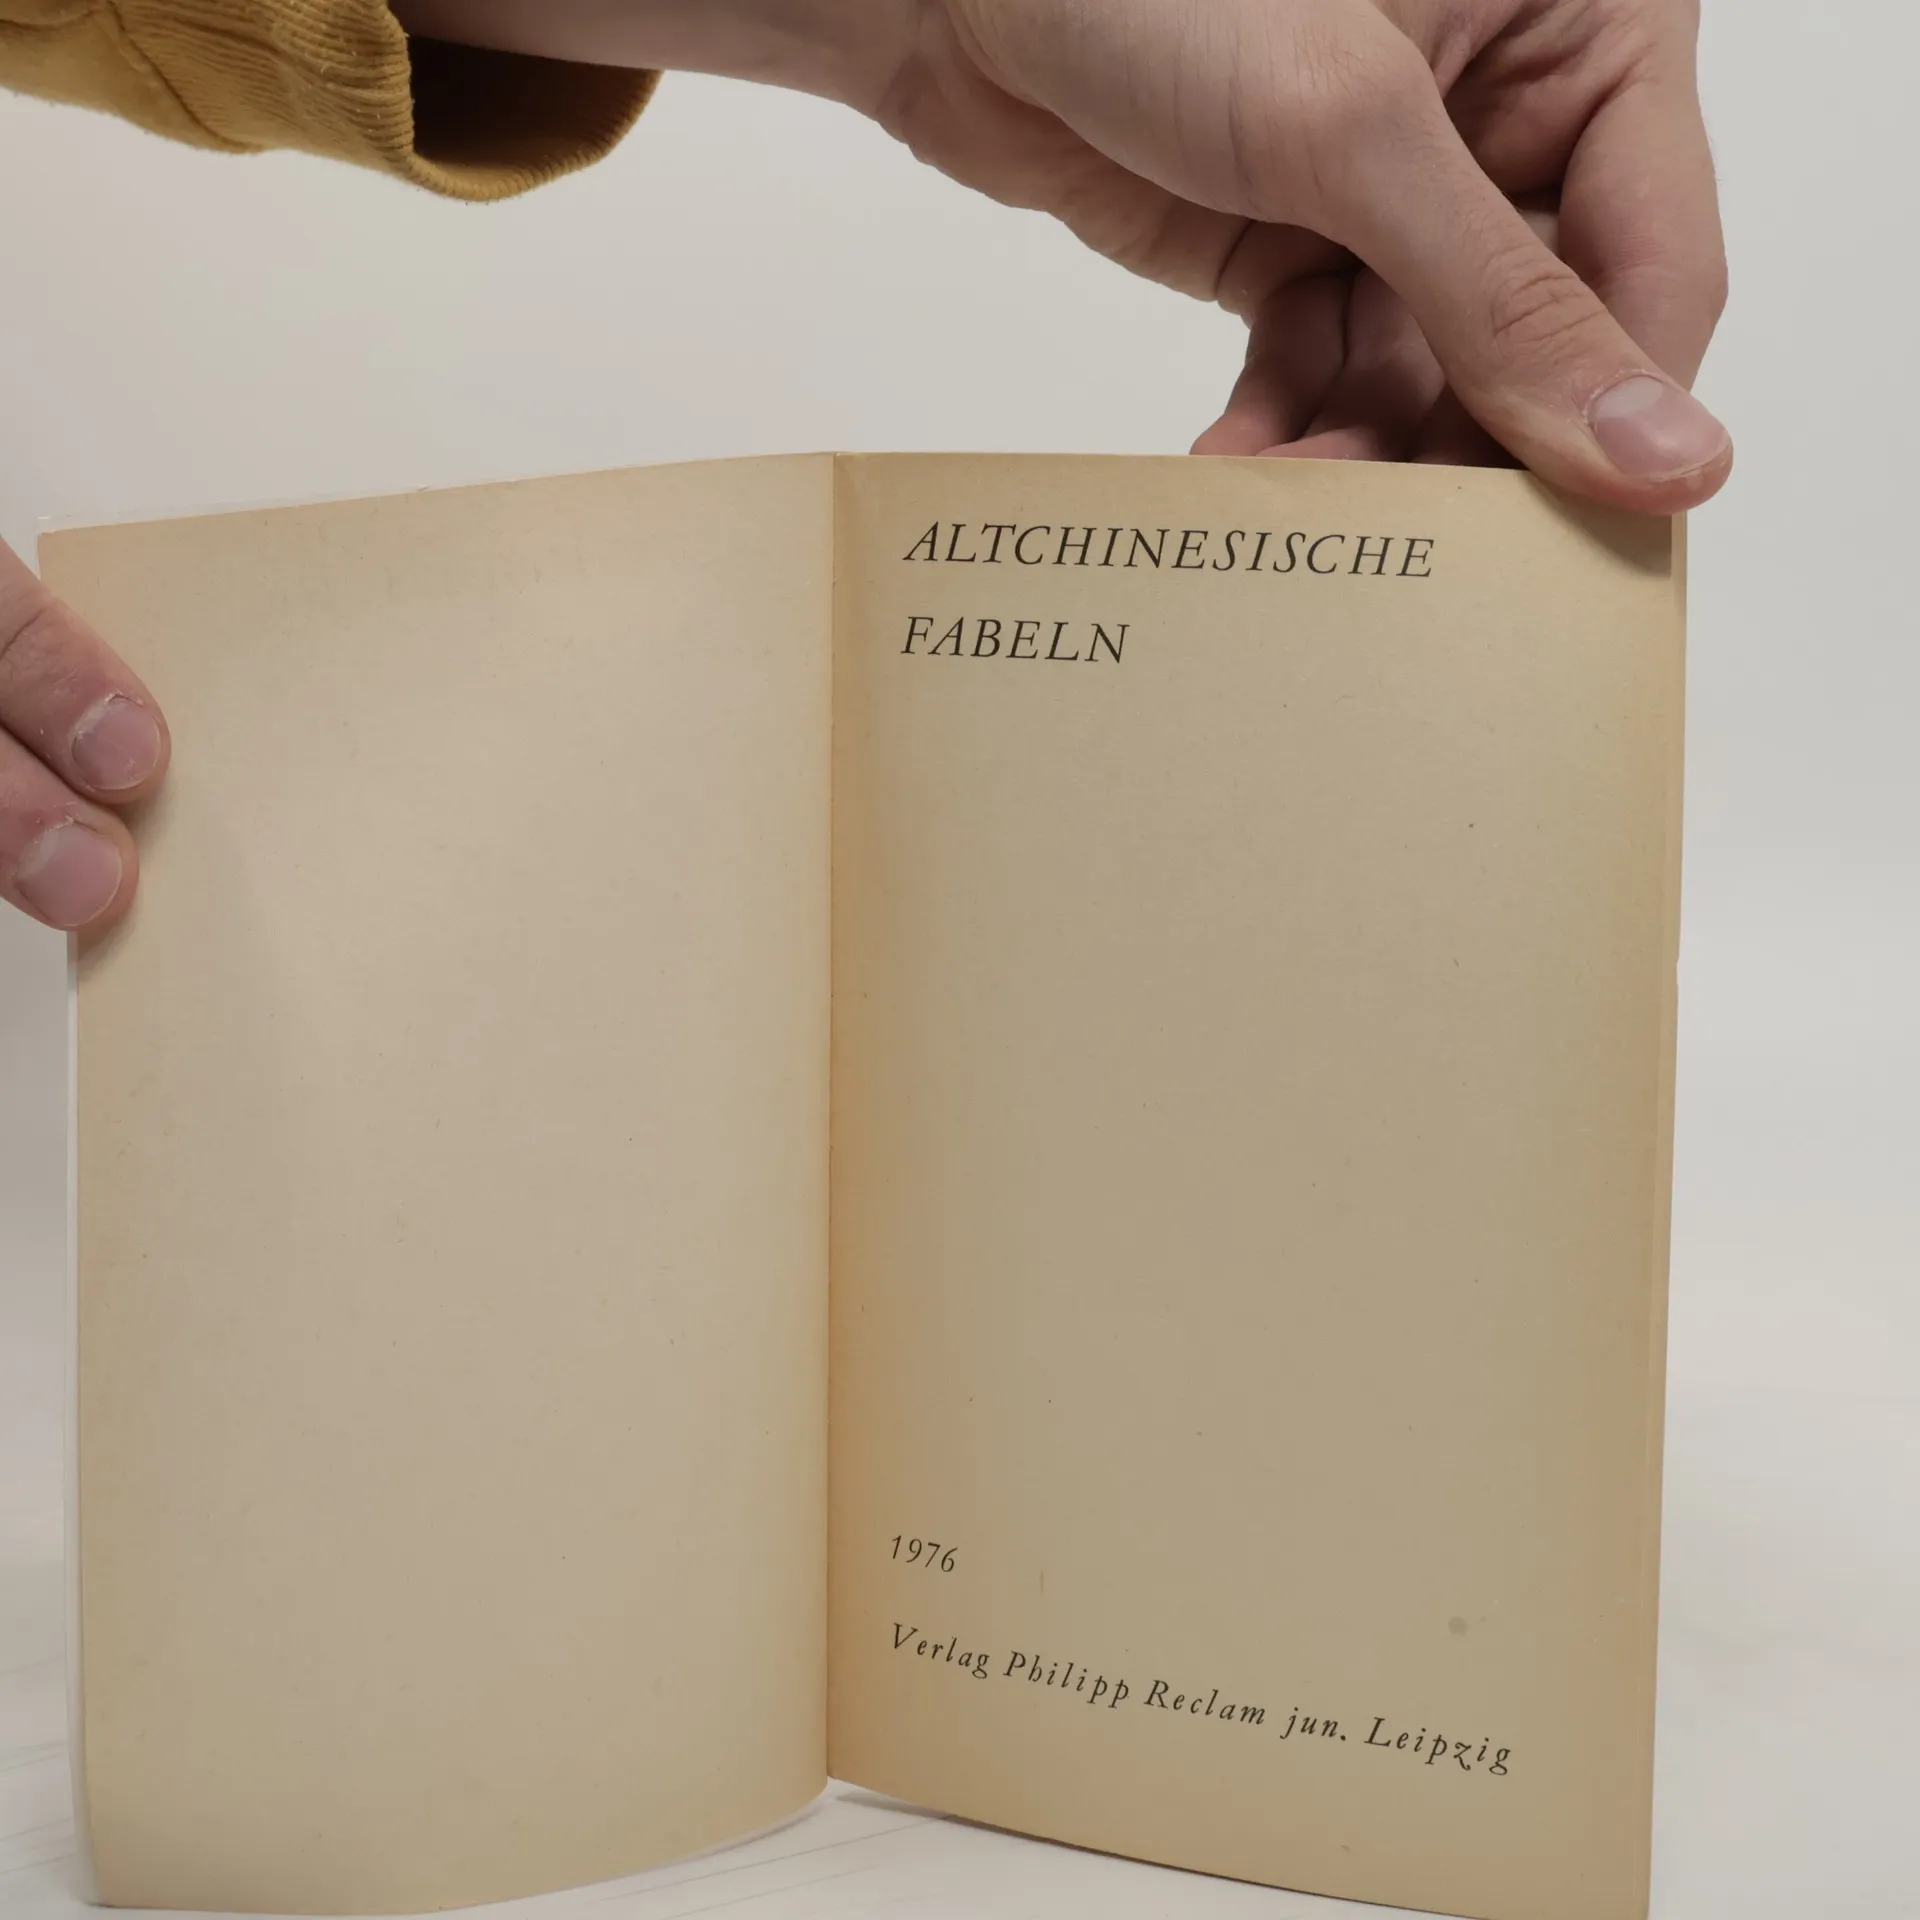 ALTCHINESISCHE
FABELN
1976
Verlag Philipp Reclam jun. Leipzig